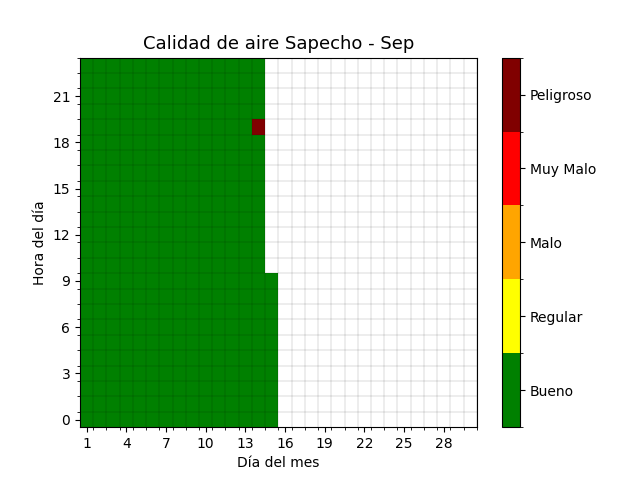 Calidad de aire Sapecho - Sep
Hora del día
21
18
15
12
9
6
3
0
1 4 7 10 13 16 19 22 25 28
Día del mes
Peligroso
Muy Malo
Malo
Regular
Bueno